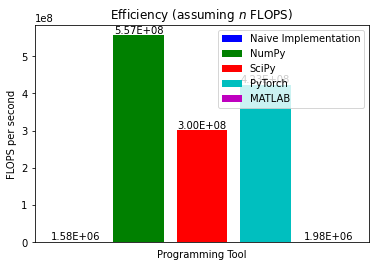 Efficiency (assuming n FLOPS)
1e8
5.57E+08
Naive Implementation
NumPy
SciPy
PyTorch
MATLAB
5
4
3
2
1
0
3.00E+08
1.58E+06
1.98E+06
FLOPS per second
Programming Tool